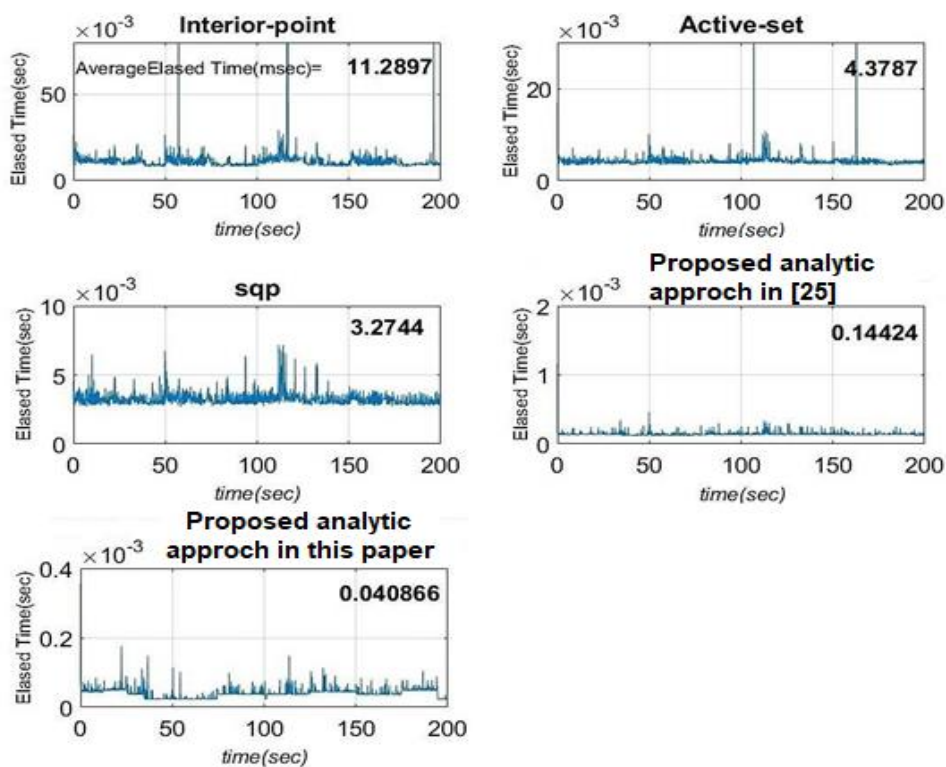 Interior-point
×10⁻³
AverageElased Time(msec)= 11.2897
Elased Time(sec)
50
0
0 50 100 150 200
time(sec)
Active-set
×10⁻³
4.3787
Elased Time(sec)
20
0
0 50 100 150 200
time(sec)
sqp
×10⁻³
3.2744
Elased Time(sec)
10
5
0
0 50 100 150 200
time(sec)
Proposed analytic
approch in [25]
×10⁻³
0.14424
Elased Time(sec)
2
1
0
0 50 100 150 200
time(sec)
Proposed analytic
approch in this paper
×10⁻³
0.040866
Elased Time(sec)
0.4
0.2
0
0 50 100 150 200
time(sec)